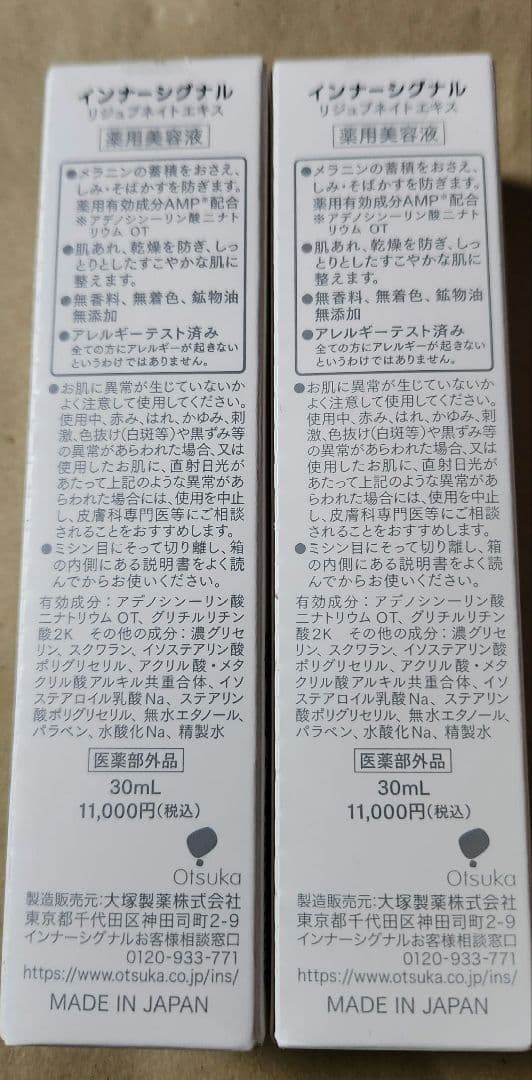 インナーシグナル
リジュブネイトエキス
薬用美容液
●メラニンの蓄積をおさえ、
しみ・そばかすを防ぎます。
薬用有効成分AMP※配合
※アデノシン一リン酸二ナト
リウム OT
●肌あれ、乾燥を防ぎ、しっ
とりとしたすこやかな肌に
整えます。
●無香料、無着色、鉱物油
無添加
●アレルギーテスト済み
全ての方にアレルギーが起きない
というわけではありません。
●お肌に異常が生じていないか
よく注意して使用してください。
使用中、赤み、はれ、かゆみ、刺
激、色抜け(白斑等)や黒ずみ等
の異常があらわれた場合、又は
使用したお肌に、直射日光が
あたって上記のような異常があ
らわれた場合には、使用を中止
し、皮膚科専門医等にご相談
されることをおすすめします。
●ミシン目にそって切り離し、箱
の内側にある説明書をよく読
んでからお使いください。
有効成分：アデノシン一リン酸
二ナトリウム OT、グリチルリチン
酸2K その他の成分：濃グリセ
リン、スクワラン、イソステアリン酸
ポリグリセリル、アクリル酸・メタ
クリル酸アルキル共重合体、イソ
ステアロイル乳酸Na、ステアリン
酸ポリグリセリル、無水エタノール、
パラベン、水酸化Na、精製水
医薬部外品
30mL
11,000円(税込)
Otsuka
製造販売元:大塚製薬株式会社
東京都千代田区神田司町2-9
インナーシグナルお客様相談窓口
0120-933-771
https://www.otsuka.co.jp/ins/
MADE IN JAPAN
インナーシグナル
リジュブネイトエキス
薬用美容液
●メラニンの蓄積をおさえ、
しみ・そばかすを防ぎます。
薬用有効成分AMP※配合
※アデノシン一リン酸二ナト
リウム OT
●肌あれ、乾燥を防ぎ、しっ
とりとしたすこやかな肌に
整えます。
●無香料、無着色、鉱物油
無添加
●アレルギーテスト済み
全ての方にアレルギーが起きない
というわけではありません。
●お肌に異常が生じていないか
よく注意して使用してください。
使用中、赤み、はれ、かゆみ、刺
激、色抜け(白斑等)や黒ずみ等
の異常があらわれた場合、又は
使用したお肌に、直射日光が
あたって上記のような異常があ
らわれた場合には、使用を中止
し、皮膚科専門医等にご相談
されることをおすすめします。
●ミシン目にそって切り離し、箱
の内側にある説明書をよく読
んでからお使いください。
有効成分：アデノシン一リン酸
二ナトリウム OT、グリチルリチン
酸2K その他の成分：濃グリセ
リン、スクワラン、イソステアリン酸
ポリグリセリル、アクリル酸・メタ
クリル酸アルキル共重合体、イソ
ステアロイル乳酸Na、ステアリン
酸ポリグリセリル、無水エタノール、
パラベン、水酸化Na、精製水
医薬部外品
30mL
11,000円(税込)
Otsuka
製造販売元:大塚製薬株式会社
東京都千代田区神田司町2-9
インナーシグナルお客様相談窓口
0120-933-771
https://www.otsuka.co.jp/ins/
MADE IN JAPAN